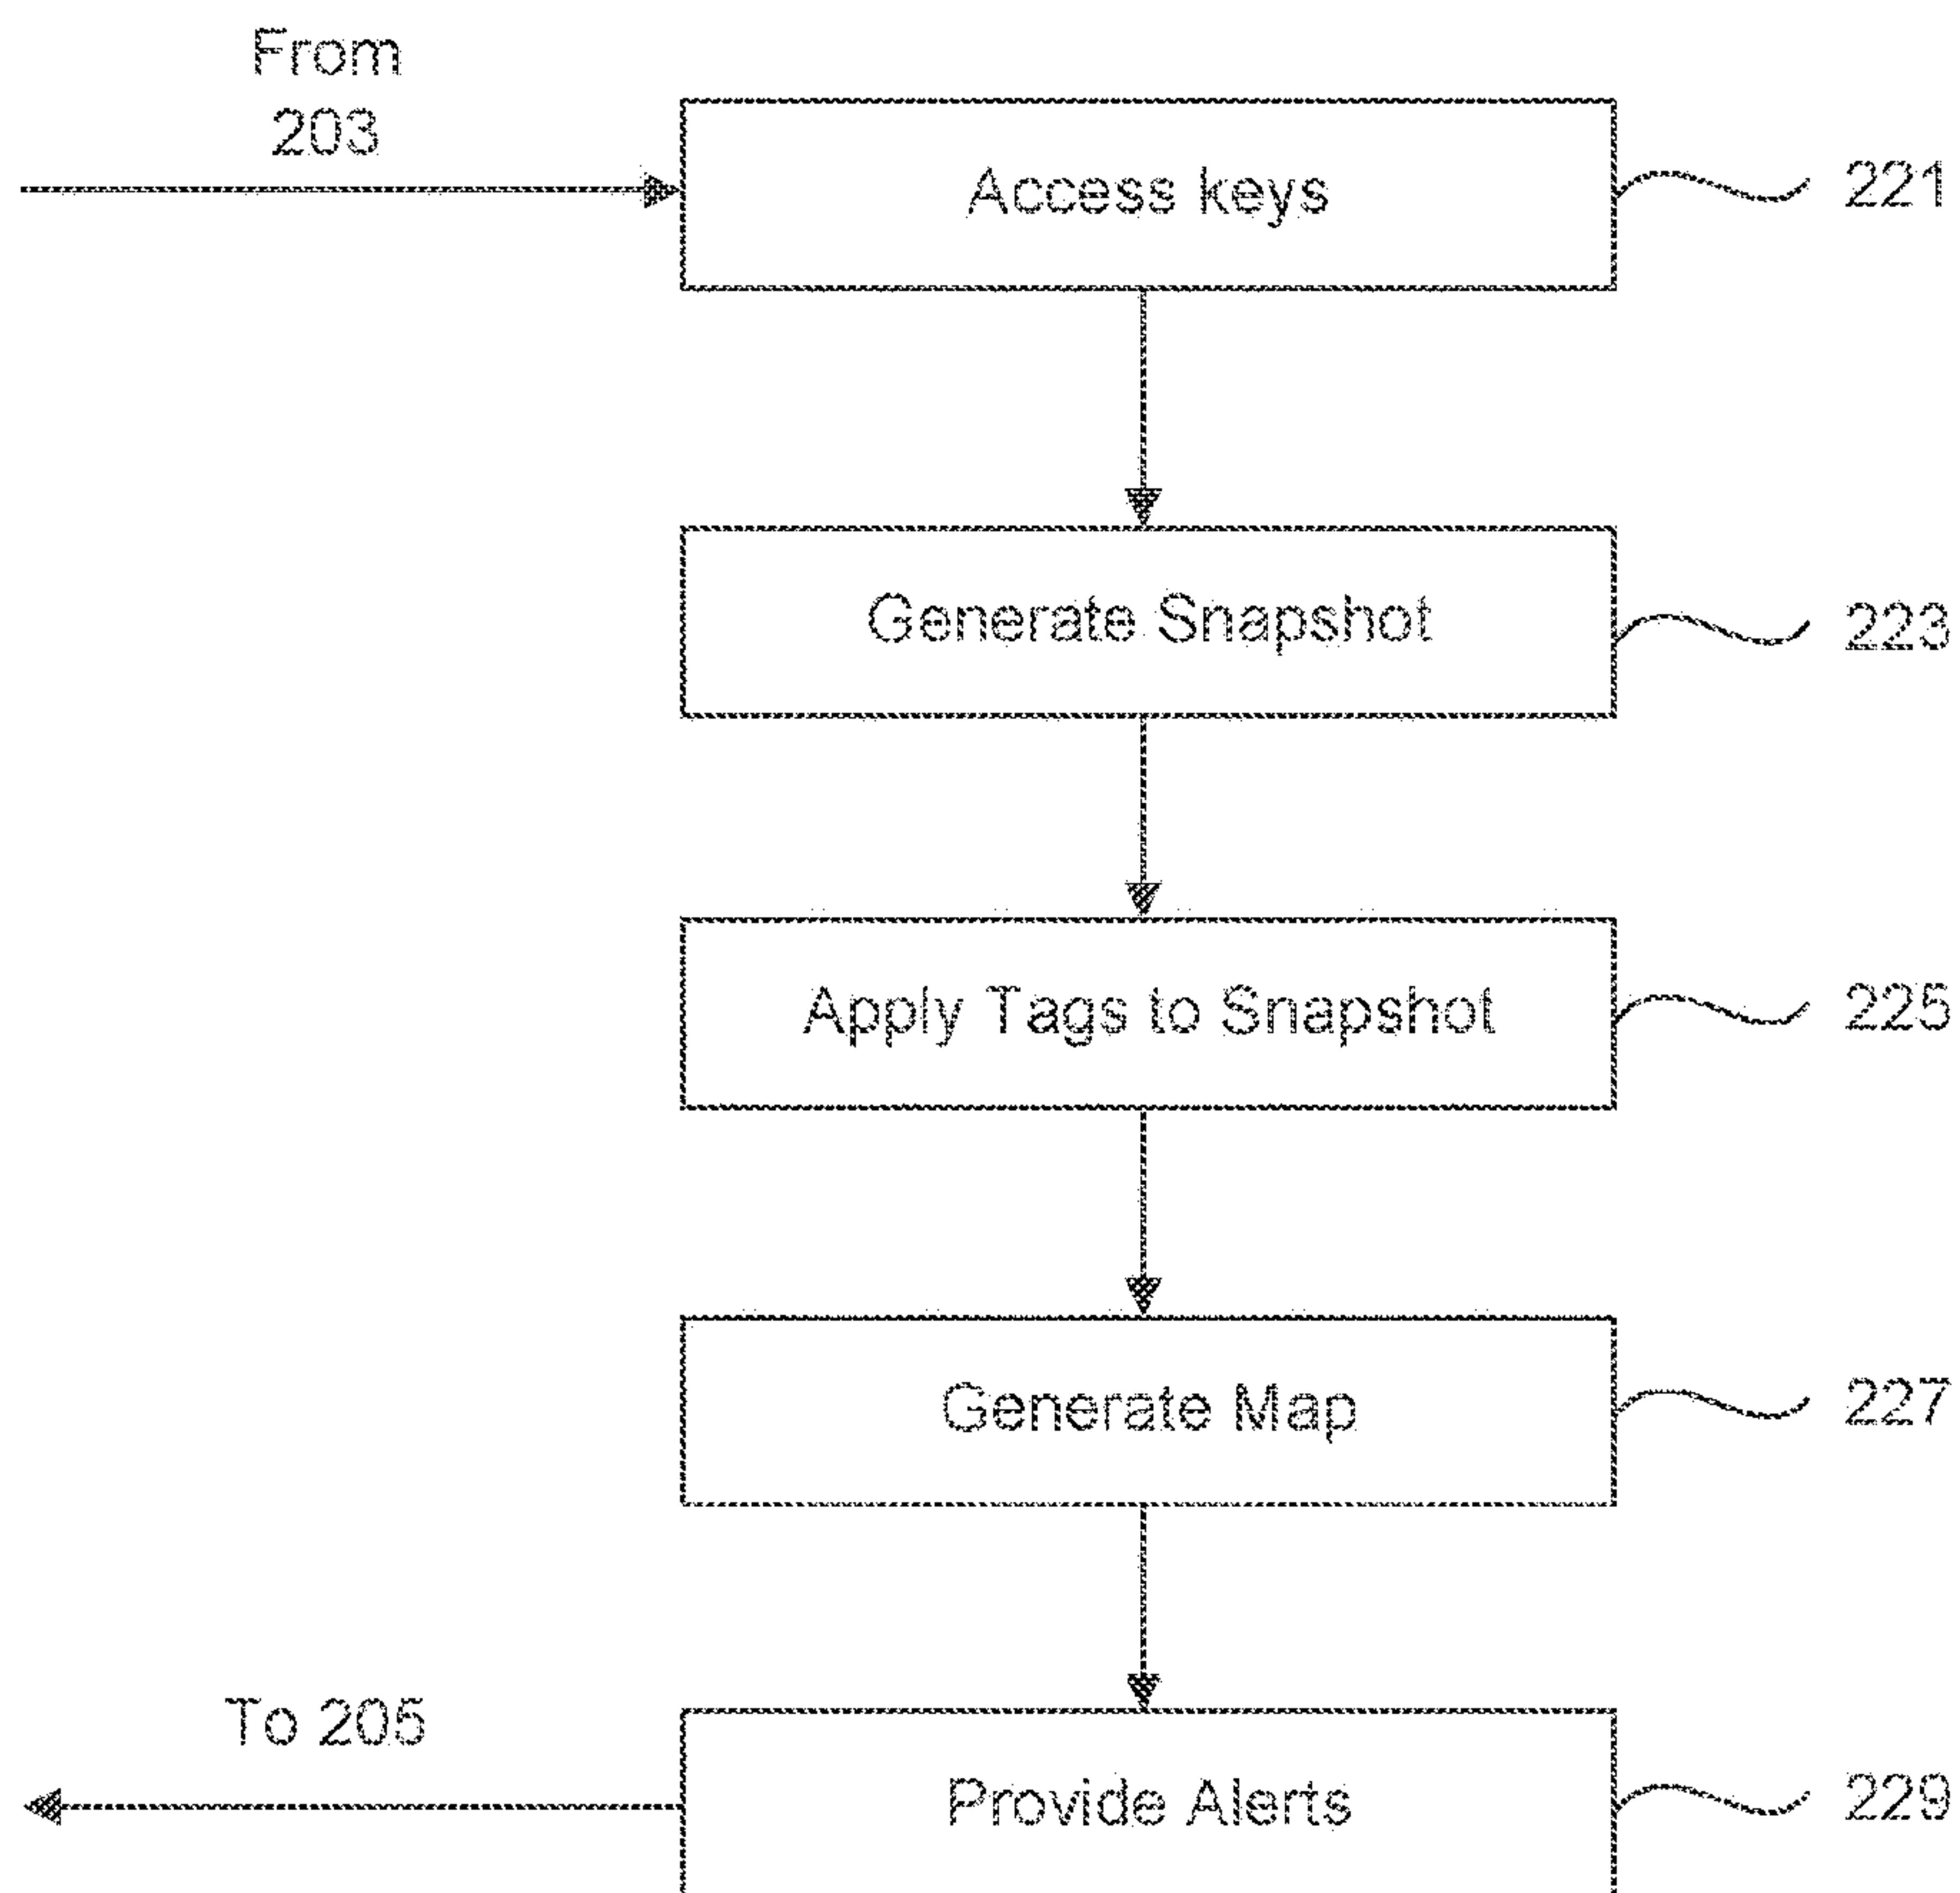 From
203
Access keys
221
Generate Snapshot
223
Apply Tags to Snapshot
225
Generate Map
227
To 205
Provide Alerts
229